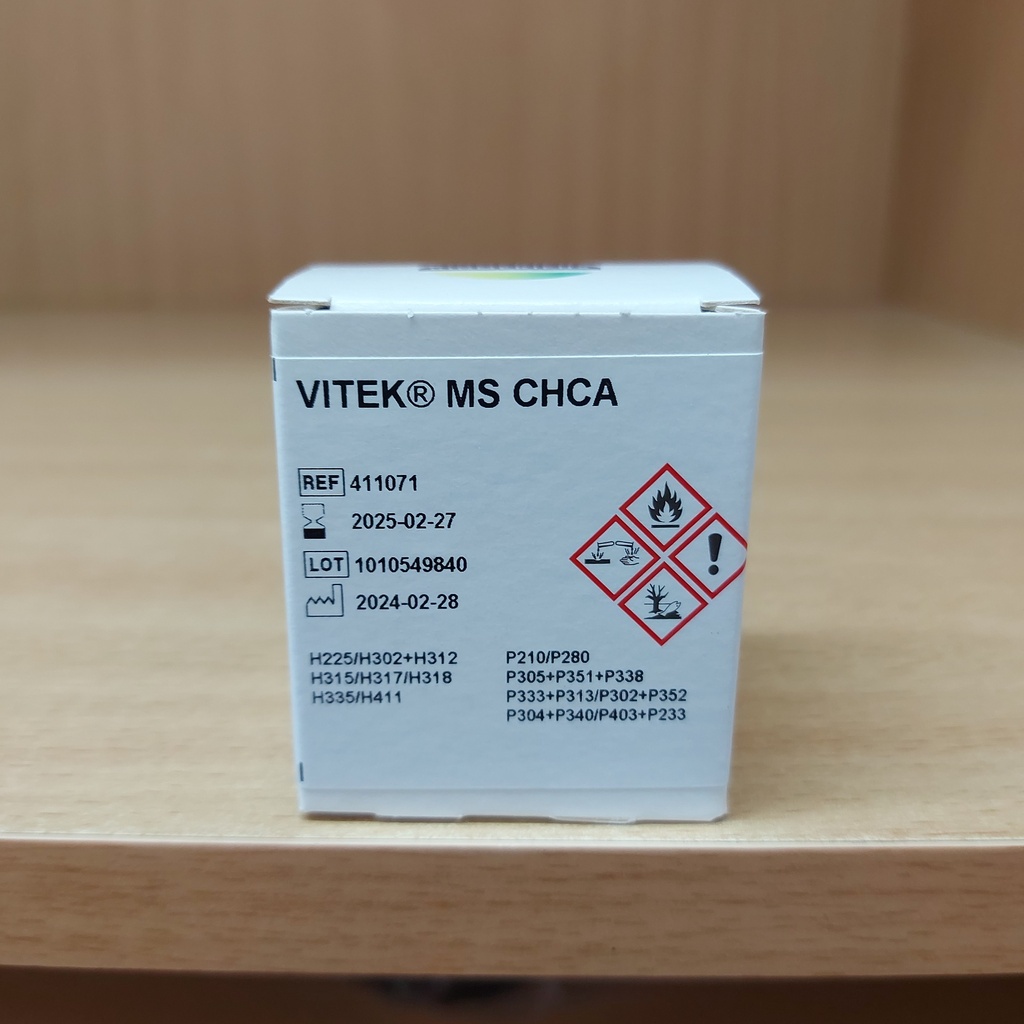 VITEK® MS CHCA
REF 411071
2025-02-27
LOT 1010549840
2024-02-28
H225/H302+H312
H315/H317/H318
H335/H411
P210/P280
P305+P351+P338
P333+P313/P302+P352
P304+P340/P403+P233